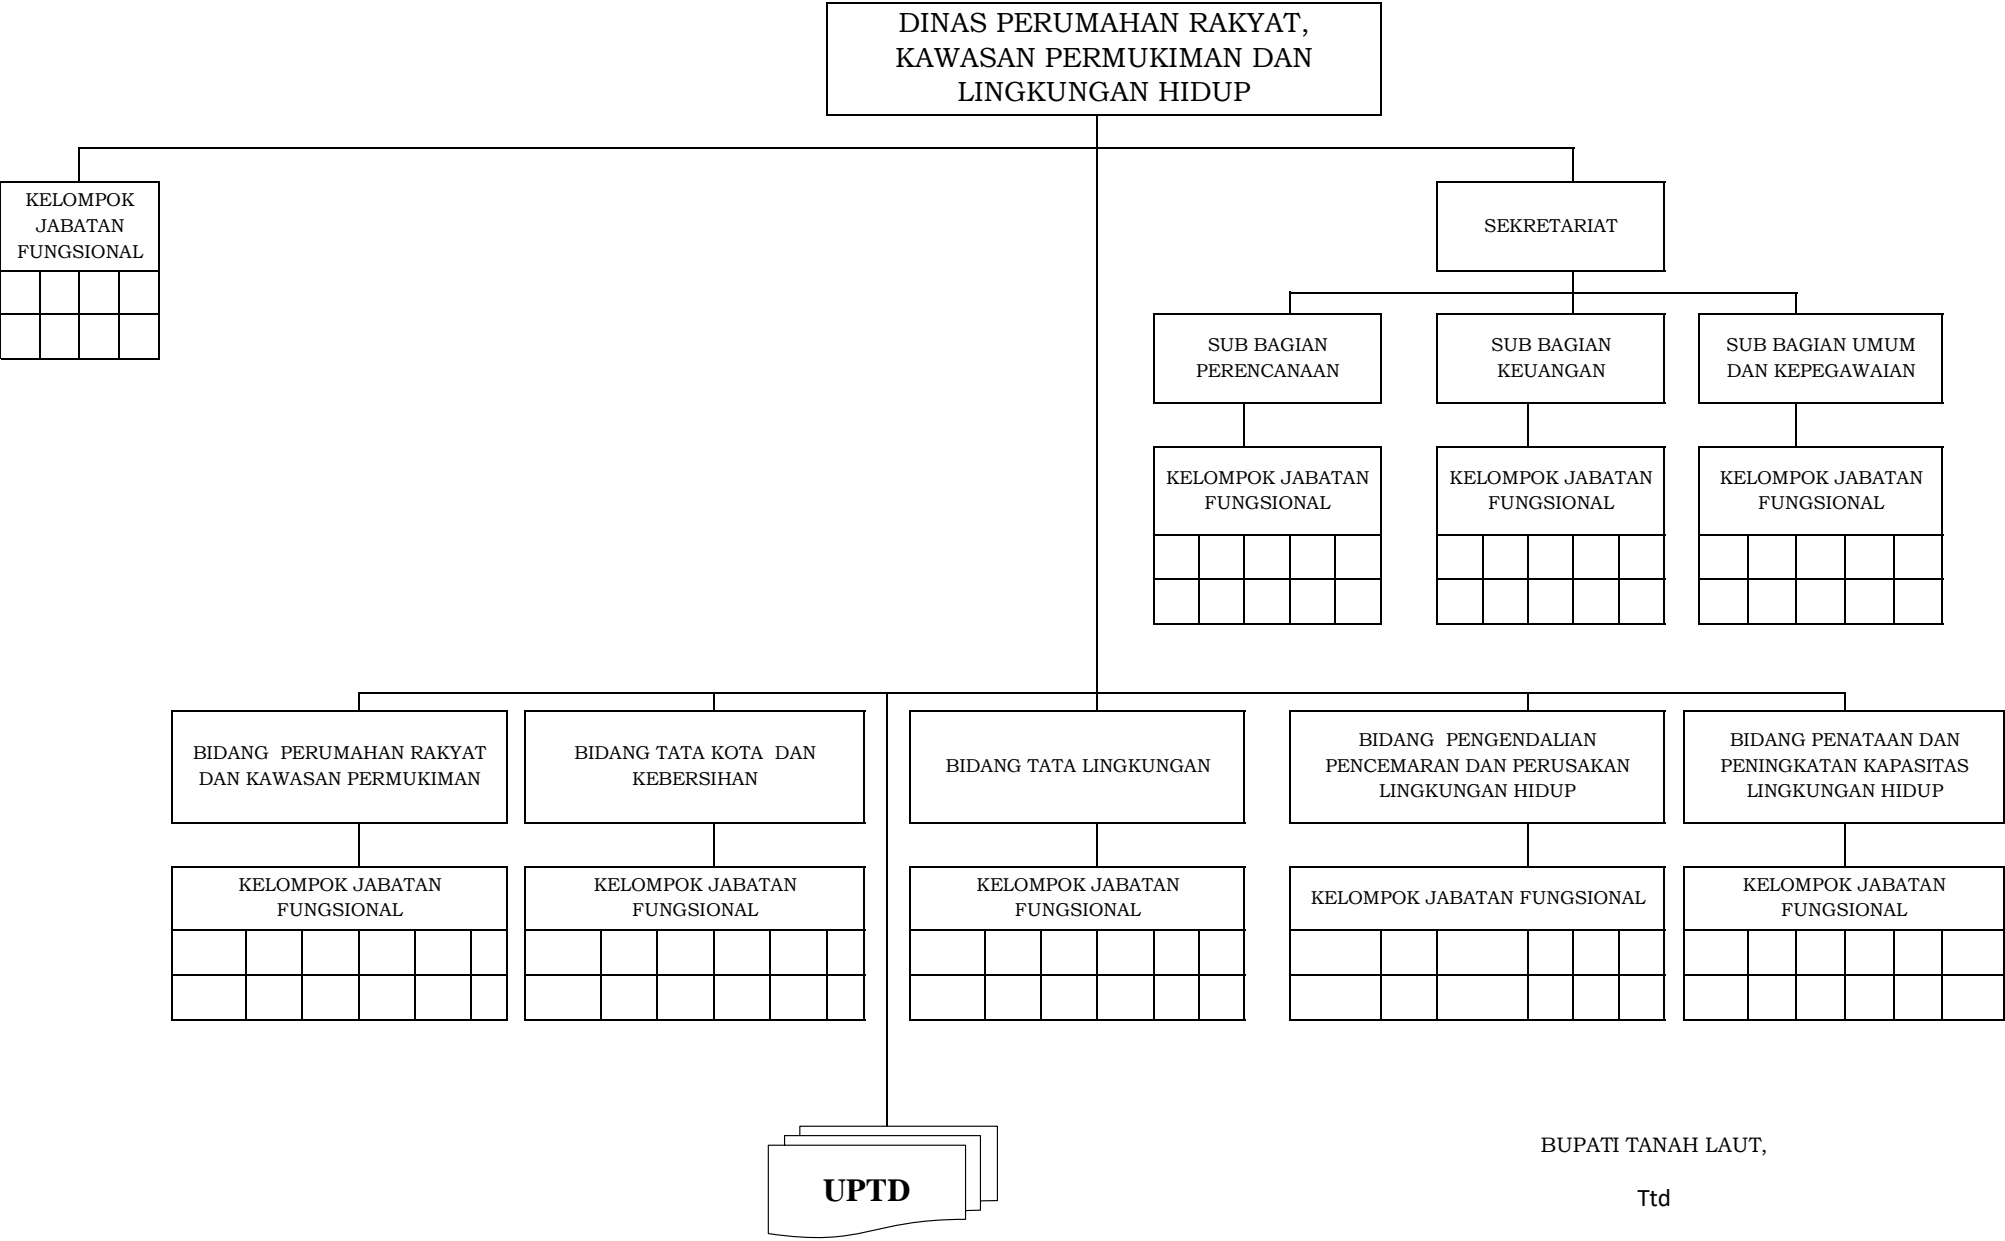 DINAS PERUMAHAN RAKYAT,
KAWASAN PERMUKIMAN DAN
LINGKUNGAN HIDUP
KELOMPOK
JABATAN
FUNGSIONAL
SEKRETARIAT
SUB BAGIAN
PERENCANAAN
SUB BAGIAN
KEUANGAN
SUB BAGIAN UMUM
DAN KEPEGAWAIAN
KELOMPOK JABATAN
FUNGSIONAL
KELOMPOK JABATAN
FUNGSIONAL
KELOMPOK JABATAN
FUNGSIONAL
BIDANG PERUMAHAN RAKYAT
DAN KAWASAN PERMUKIMAN
BIDANG TATA KOTA DAN
KEBERSIHAN
BIDANG TATA LINGKUNGAN
BIDANG PENGENDALIAN
PENCEMARAN DAN PERUSAKAN
LINGKUNGAN HIDUP
BIDANG PENATAAN DAN
PENINGKATAN KAPASITAS
LINGKUNGAN HIDUP
KELOMPOK JABATAN
FUNGSIONAL
KELOMPOK JABATAN
FUNGSIONAL
KELOMPOK JABATAN
FUNGSIONAL
KELOMPOK JABATAN FUNGSIONAL
KELOMPOK JABATAN
FUNGSIONAL
UPTD
BUPATI TANAH LAUT,
Ttd